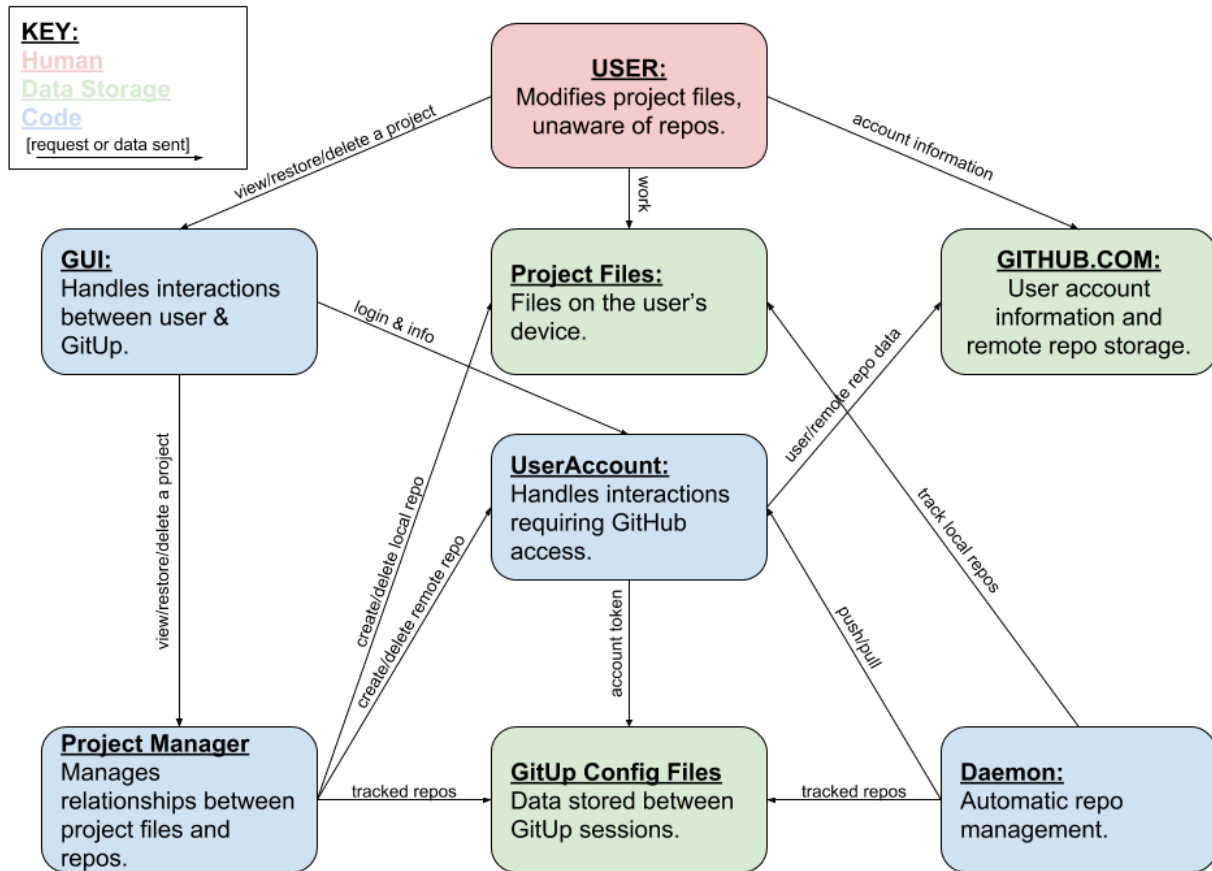 KEY:
Human
Data Storage
Code
[request or data sent]
USER:
Modifies project files,
unaware of repos.
view/restore/delete a project
work
account information
GUI:
Handles interactions
between user &
GitUp.
Project Files:
Files on the user's
device.
GITHUB.COM:
User account
information and
remote repo storage.
login & info
user/remote repo data
UserAccount:
Handles interactions
requiring GitHub
access.
view/restore/delete a project
create/delete local repo
create/delete remote repo
account token
push/pull
track local repos
Project Manager
Manages
relationships between
project files and
repos.
tracked repos
GitUp Config Files
Data stored between
GitUp sessions.
tracked repos
Daemon:
Automatic repo
management.